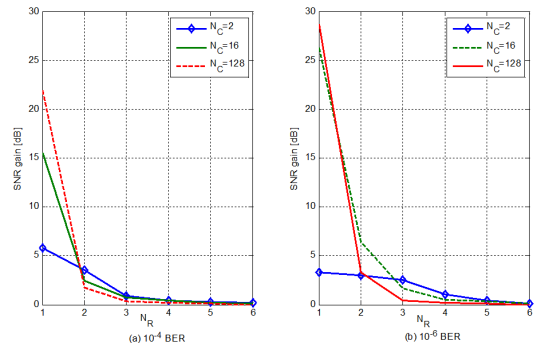 30
25
20
15
10
5
0
SNR gain [dB]
N_C=2
N_C=16
N_C=128
1 2 3 4 5 6
N_R
(a) 10^-4 BER
30
25
20
15
10
5
0
SNR gain [dB]
N_C=2
N_C=16
N_C=128
1 2 3 4 5 6
N_R
(b) 10^-6 BER